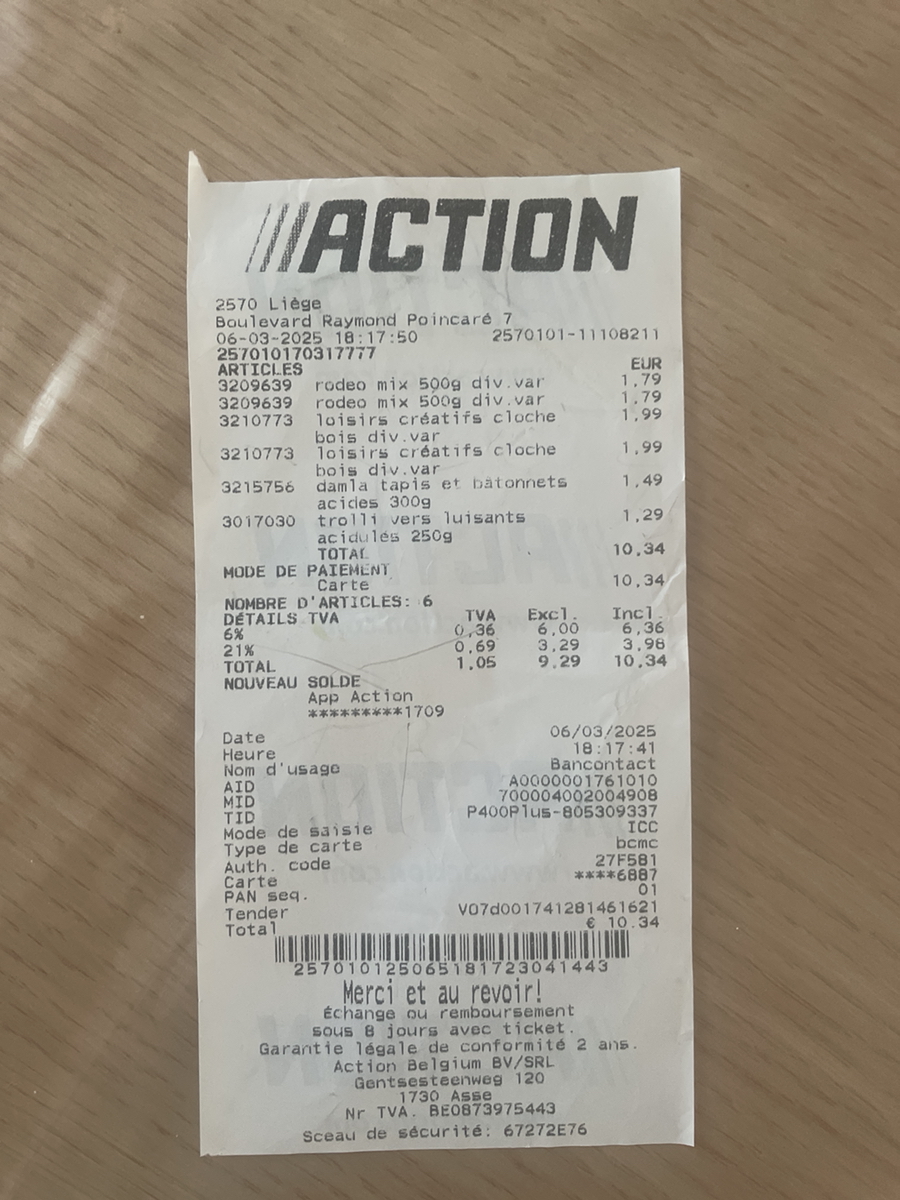 ACTION
2570 Liège
Boulevard Raymond Poincaré 7
06-03-2025 18:17:50 2570101-11108211
257010170317777
ARTICLES EUR
3209639 rodeo mix 500g div.var 1,79
3209639 rodeo mix 500g div.var 1,79
3210773 loisirs créatifs cloche 1,99
bois div.var
3210773 loisirs créatifs cloche 1,99
bois div.var
3215756 damla tapis et bâtonnets 1,49
acides 300g
3017030 trolli vers luisants 1,29
acidulés 250g
TOTAL 10,34
MODE DE PAIEMENT
Carte 10,34
NOMBRE D'ARTICLES: 6
DÉTAILS TVA TVA Excl. Incl.
6% 0,36 6,00 6,36
21% 0,69 3,29 3,98
TOTAL 1,05 9,29 10,34
NOUVEAU SOLDE
App Action
*********1709
Date 06/03/2025
Heure 18:17:41
Nom d'usage Bancontact
AID A0000001761010
MID 700004002004908
TID P400Plus-805309337
Mode de saisie ICC
Type de carte bcmc
Auth. code 27F581
Carte ****6887
PAN seq. 01
Tender V07d001741281461621
Total € 10.34
257010125065181723041443
Merci et au revoir!
Échange ou remboursement
sous 8 jours avec ticket.
Garantie légale de conformité 2 ans.
Action Belgium BV/SRL
Gentsesteenweg 120
1730 Asse
Nr TVA. BE0873975443
Sceau de sécurité: 67272E76